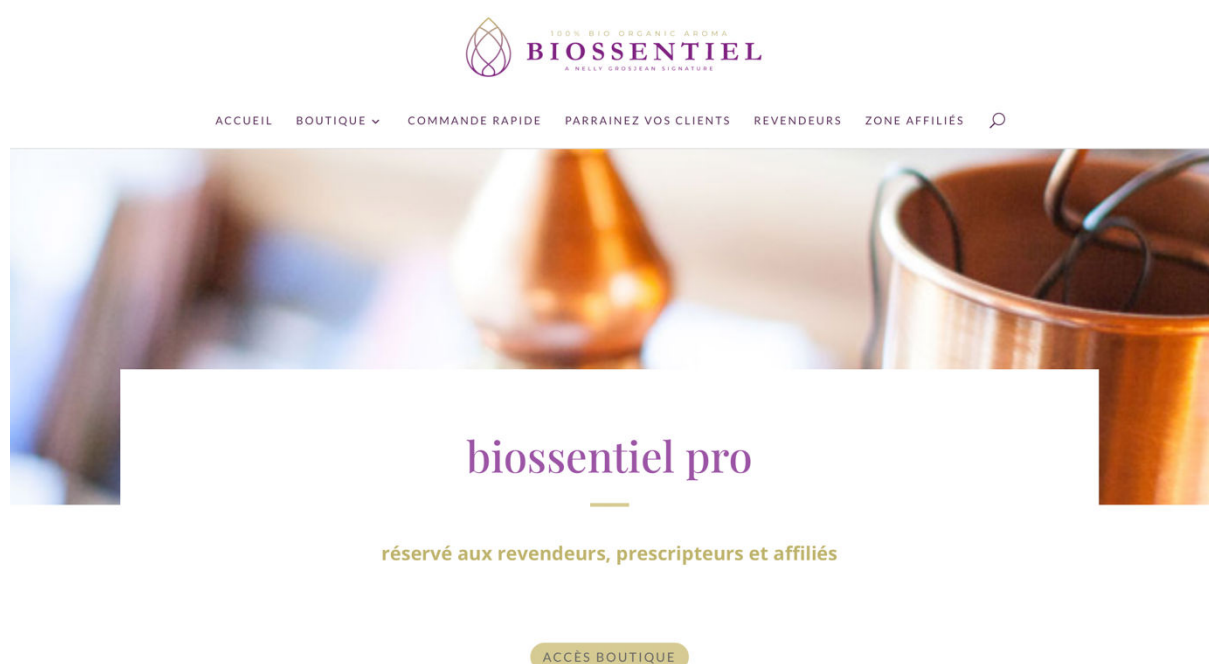 100% BIO ORGANIC AROMA
BIOSSENTIEL
A NELLY GROSJEAN SIGNATURE
ACCUEIL BOUTIQUE COMMANDE RAPIDE PARRAINEZ VOS CLIENTS REVENDEURS ZONE AFFILIÉS
biossentiel pro
réservé aux revendeurs, prescripteurs et affiliés
ACCÈS BOUTIQUE